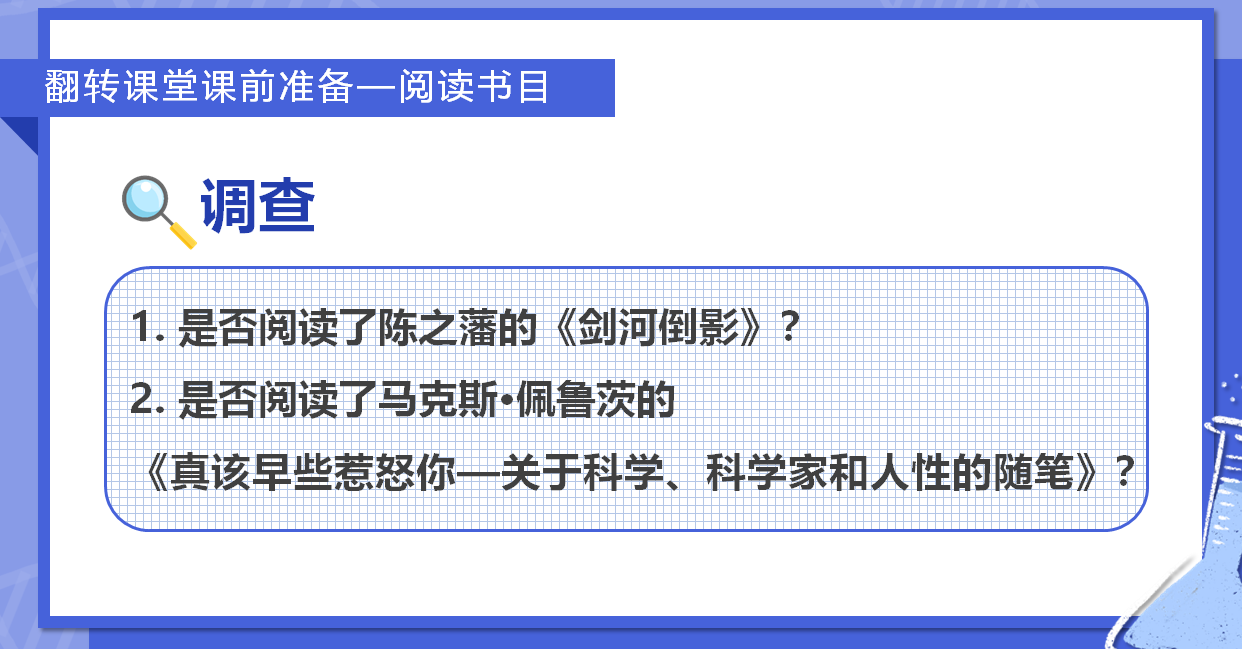 翻转课堂课前准备—阅读书目
调查
1. 是否阅读了陈之藩的《剑河倒影》?
2. 是否阅读了马克斯·佩鲁茨的
《真该早些惹怒你—关于科学、科学家和人性的随笔》?